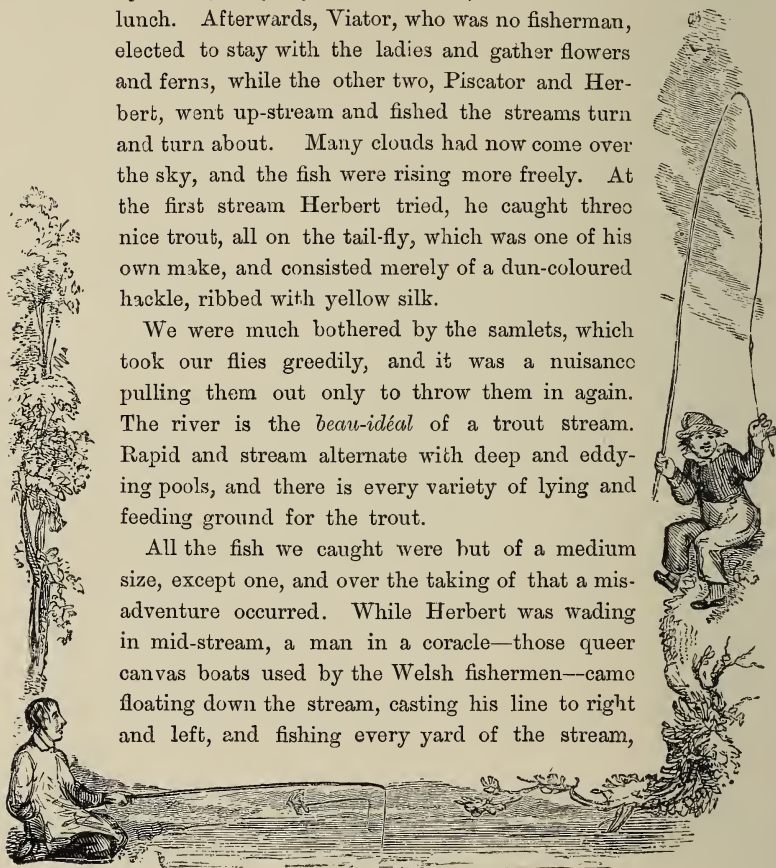 lunch. Afterwards, Viator, who was no fisherman,
elected to stay with the ladies and gather flowers
and ferns, while the other two, Piscator and Her-
bert, went up-stream and fished the streams turn
and turn about. Many clouds had now come over
the sky, and the fish were rising more freely. At
the first stream Herbert tried, he caught three
nice trout, all on the tail-fly, which was one of his
own make, and consisted merely of a dun-coloured
hackle, ribbed with yellow silk.
We were much bothered by the samlets, which
took our flies greedily, and it was a nuisance
pulling them out only to throw them in again.
The river is the beau-idéal of a trout stream.
Rapid and stream alternate with deep and eddy-
ing pools, and there is every variety of lying and
feeding ground for the trout.
All the fish we caught were but of a medium
size, except one, and over the taking of that a mis-
adventure occurred. While Herbert was wading
in mid-stream, a man in a coracle—those queer
canvas boats used by the Welsh fishermen—came
floating down the stream, casting his line to right
and left, and fishing every yard of the stream,